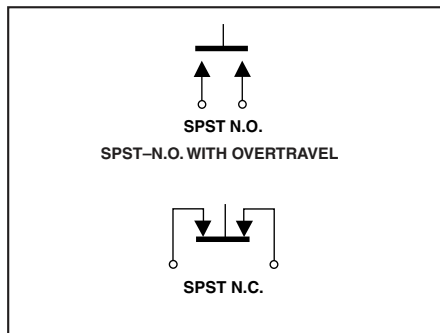 SPST N.O.
SPST–N.O. WITH OVERTRAVEL
SPST N.C.